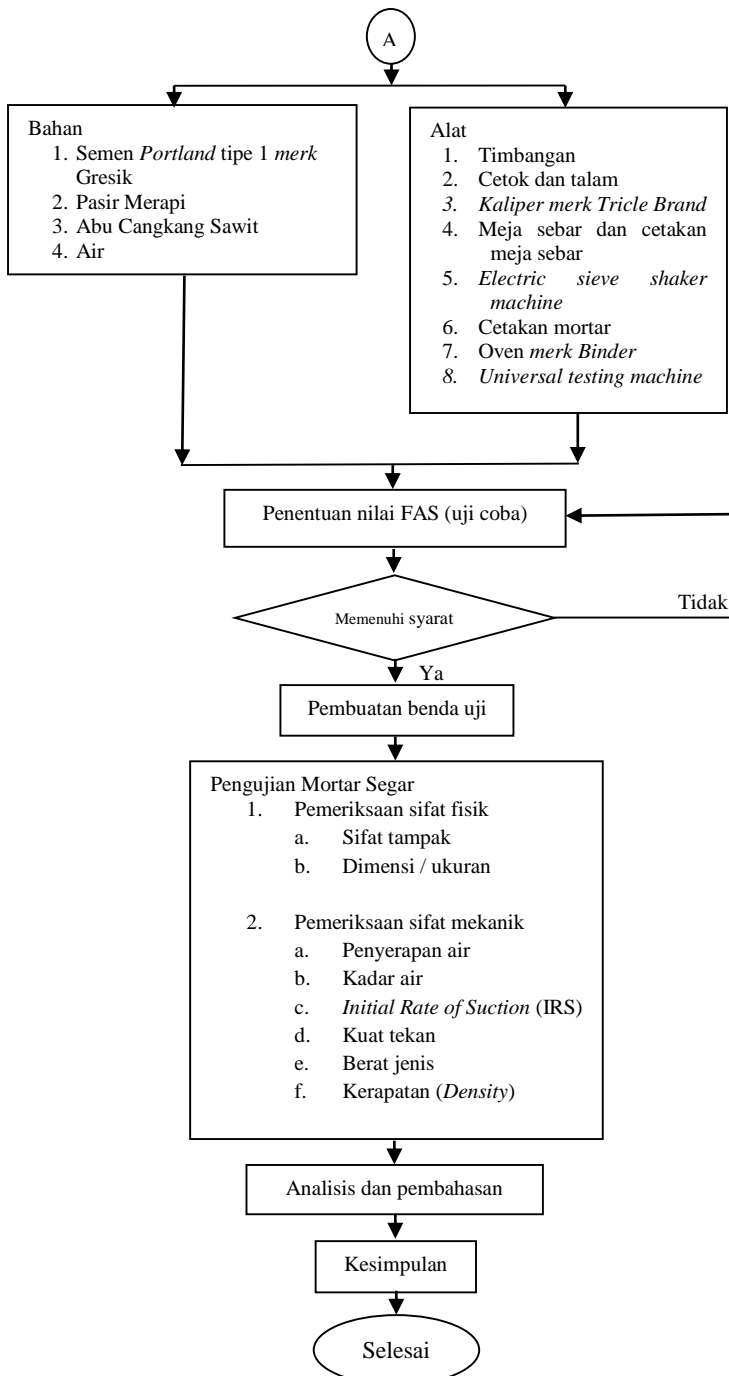 A
Bahan
1. Semen Portland tipe 1 merk
Gresik
2. Pasir Merapi
3. Abu Cangkang Sawit
4. Air
Alat
1. Timbangan
2. Cetok dan talam
3. Kaliper merk Tricle Brand
4. Meja sebar dan cetakan
meja sebar
5. Electric sieve shaker
machine
6. Cetakan mortar
7. Oven merk Binder
8. Universal testing machine
Penentuan nilai FAS (uji coba)
Memenuhi syarat
Tidak
Ya
Pembuatan benda uji
Pengujian Mortar Segar
1. Pemeriksaan sifat fisik
a. Sifat tampak
b. Dimensi / ukuran
2. Pemeriksaan sifat mekanik
a. Penyerapan air
b. Kadar air
c. Initial Rate of Suction (IRS)
d. Kuat tekan
e. Berat jenis
f. Kerapatan (Density)
Analisis dan pembahasan
Kesimpulan
Selesai